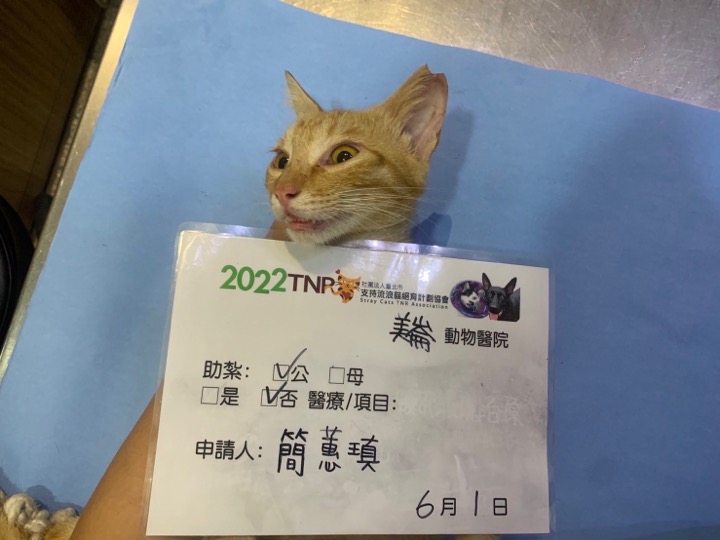 2022TNR 社團法人臺北市
支持流浪貓絕育計劃協會
Stray Cats TNR Association
美崙 動物醫院
助紮: ☑公 □母
□是 ☑否 醫療/項目:
申請人: 簡蕙瑱
6月1日